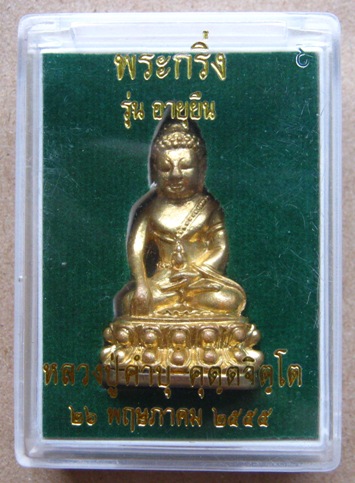 พระกริ่ง
รุ่น อายุยืน
หลวงปู่คำบุ คุตฺตจิตฺโต
๒๖ พฤษภาคม ๒๕๕๕